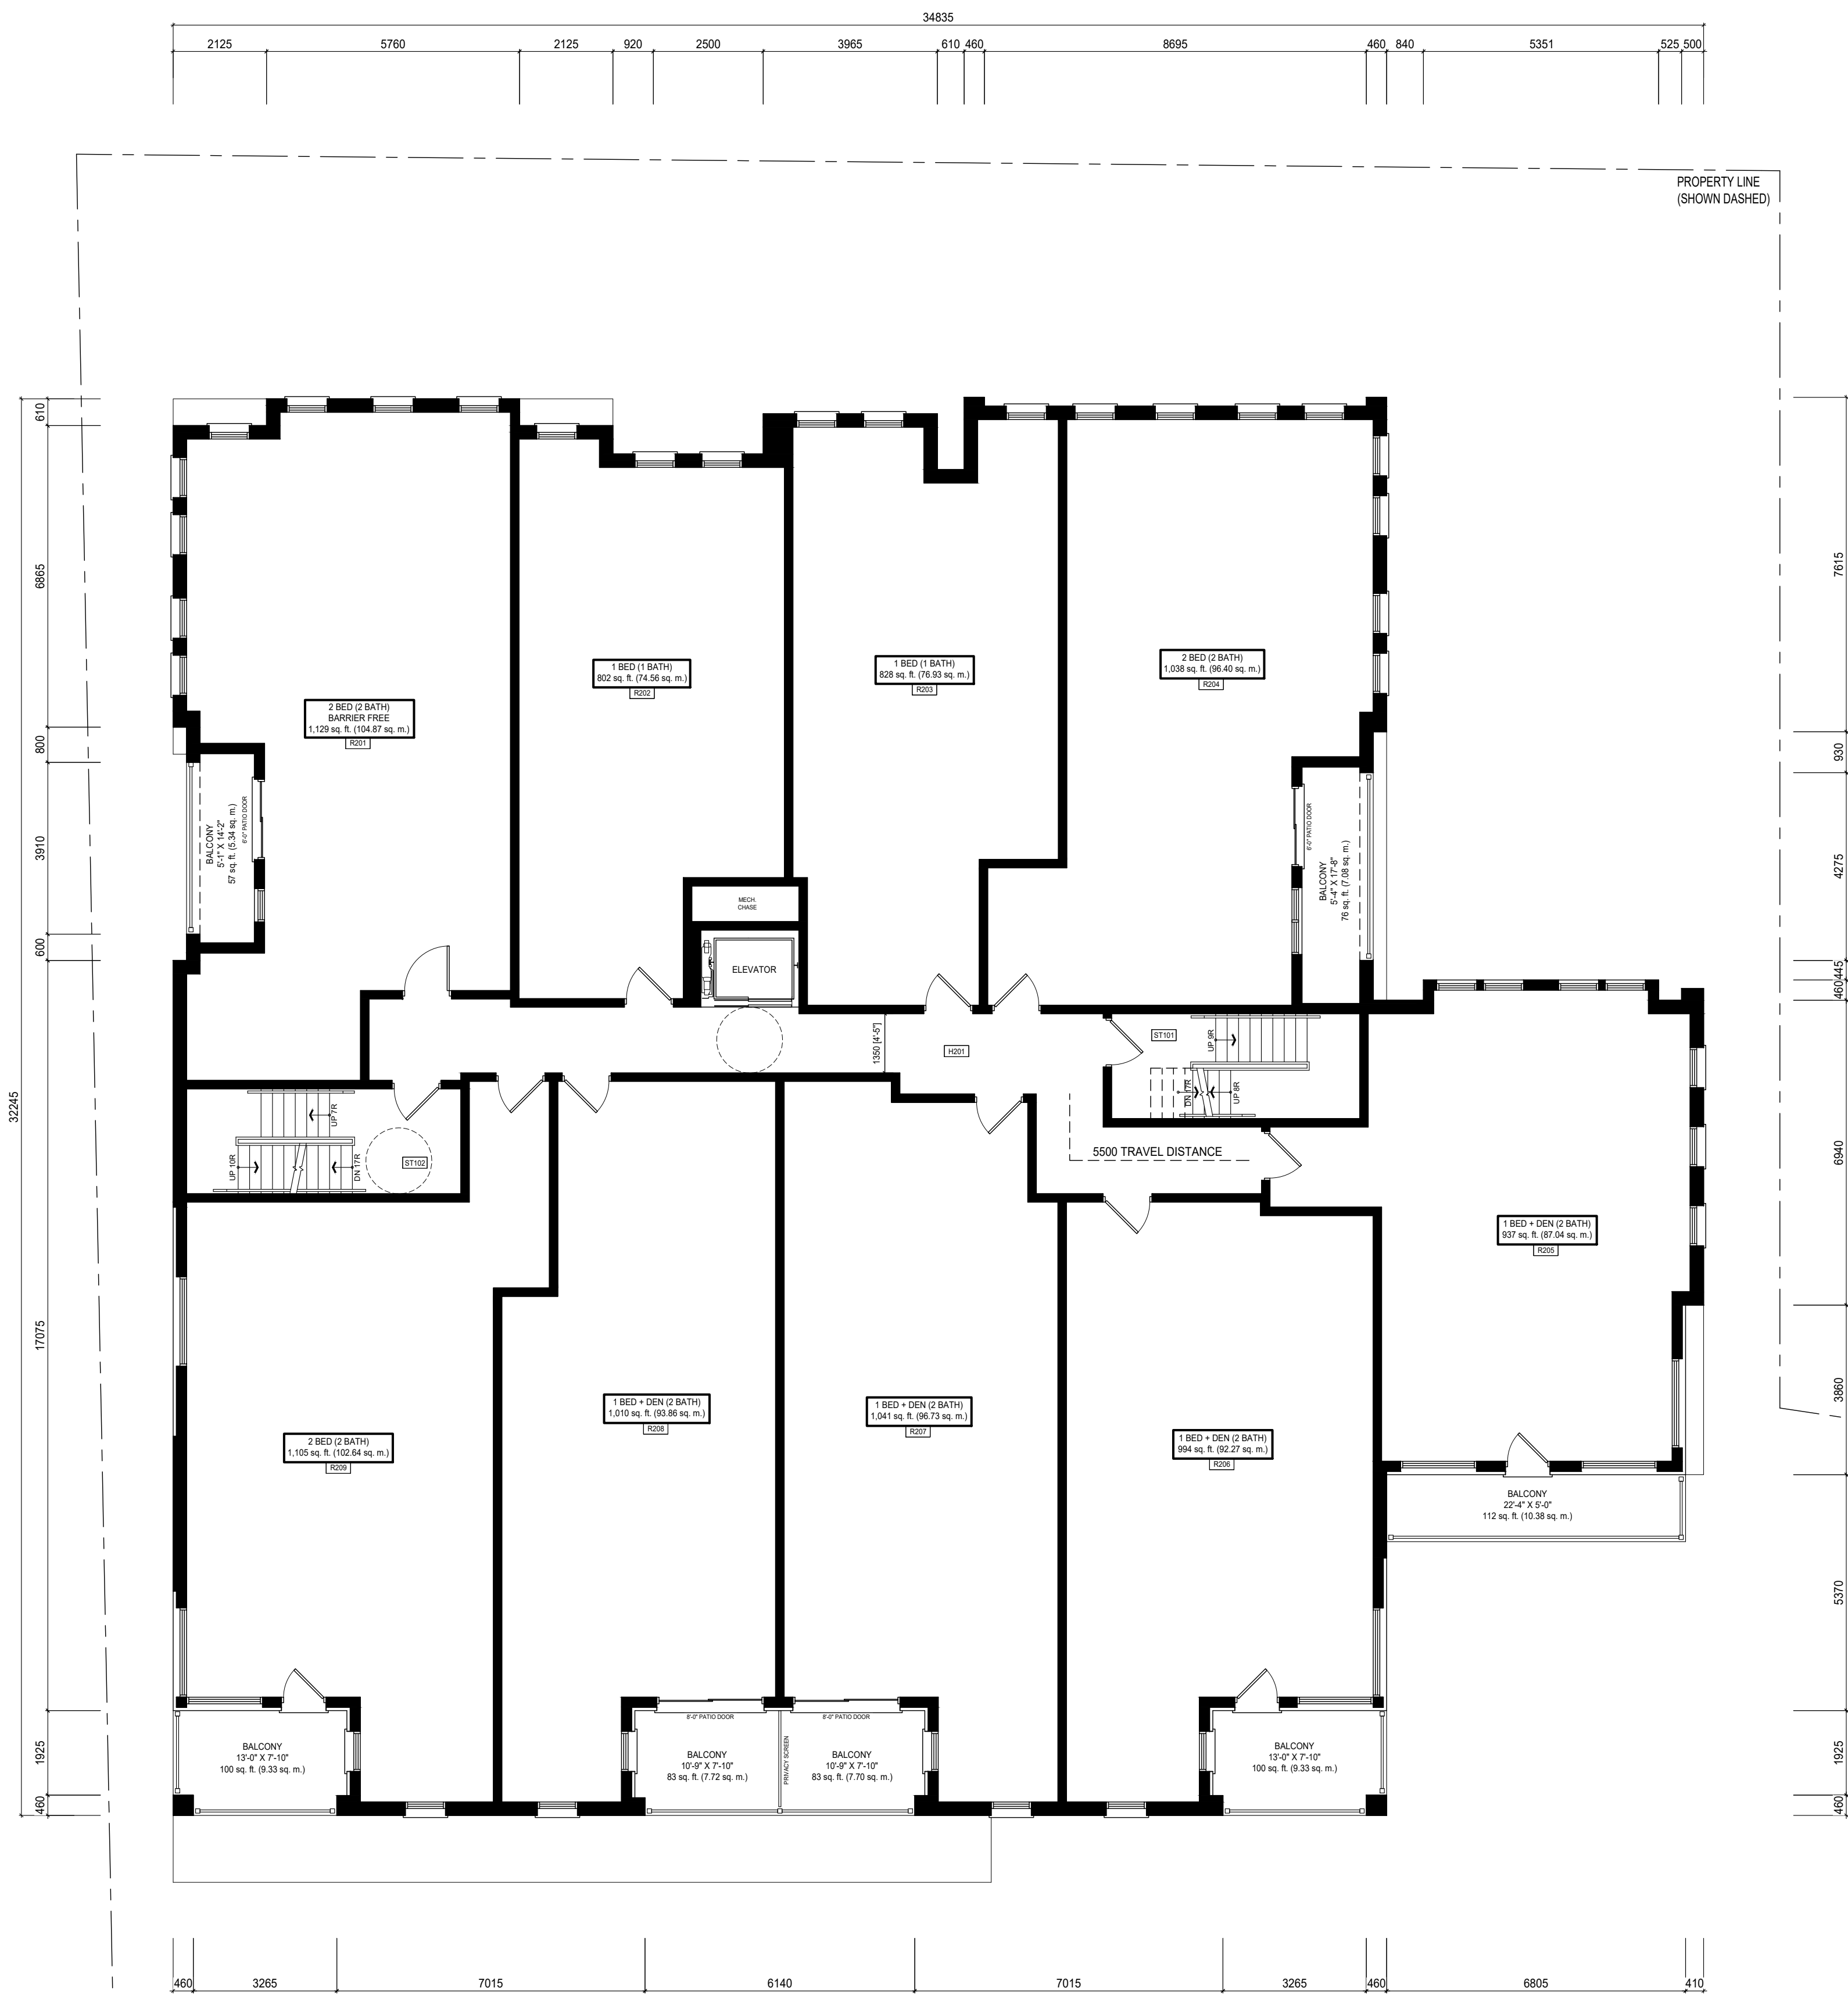 34835
2125 5760 2125 920 2500 3965 610 460 8695 460 840 5351 525 500
PROPERTY LINE
(SHOWN DASHED)
32245
610
6865
800
3910
600
17075
1925
460
7615
930
4275
445
460
6940
3860
5370
1925
460
2 BED (2 BATH)
BARRIER FREE
1,129 sq. ft. (104.87 sq. m.)
R201
1 BED (1 BATH)
802 sq. ft. (74.56 sq. m.)
R202
1 BED (1 BATH)
828 sq. ft. (76.93 sq. m.)
R203
2 BED (2 BATH)
1,038 sq. ft. (96.40 sq. m.)
R204
BALCONY
5'-1" X 14'-2"
57 sq. ft. (5.34 sq. m.)
6'-0" PATIO DOOR
6'-0" PATIO DOOR
BALCONY
5'-4" X 17'-8"
76 sq. ft. (7.08 sq. m.)
MECH.
CHASE
ELEVATOR
1350 [4'-5"]
H201
ST101
UP 9R
DN 17R
UP 8R
UP 7R
UP 10R
DN 17R
ST102
5500 TRAVEL DISTANCE
1 BED + DEN (2 BATH)
937 sq. ft. (87.04 sq. m.)
R205
2 BED (2 BATH)
1,105 sq. ft. (102.64 sq. m.)
R209
1 BED + DEN (2 BATH)
1,010 sq. ft. (93.86 sq. m.)
R208
1 BED + DEN (2 BATH)
1,041 sq. ft. (96.73 sq. m.)
R207
1 BED + DEN (2 BATH)
994 sq. ft. (92.27 sq. m.)
R206
BALCONY
22'-4" X 5'-0"
112 sq. ft. (10.38 sq. m.)
BALCONY
13'-0" X 7'-10"
100 sq. ft. (9.33 sq. m.)
8'-0" PATIO DOOR
BALCONY
10'-9" X 7'-10"
83 sq. ft. (7.72 sq. m.)
PRIVACY SCREEN
8'-0" PATIO DOOR
BALCONY
10'-9" X 7'-10"
83 sq. ft. (7.70 sq. m.)
BALCONY
13'-0" X 7'-10"
100 sq. ft. (9.33 sq. m.)
460 3265 7015 6140 7015 3265 460 6805 410